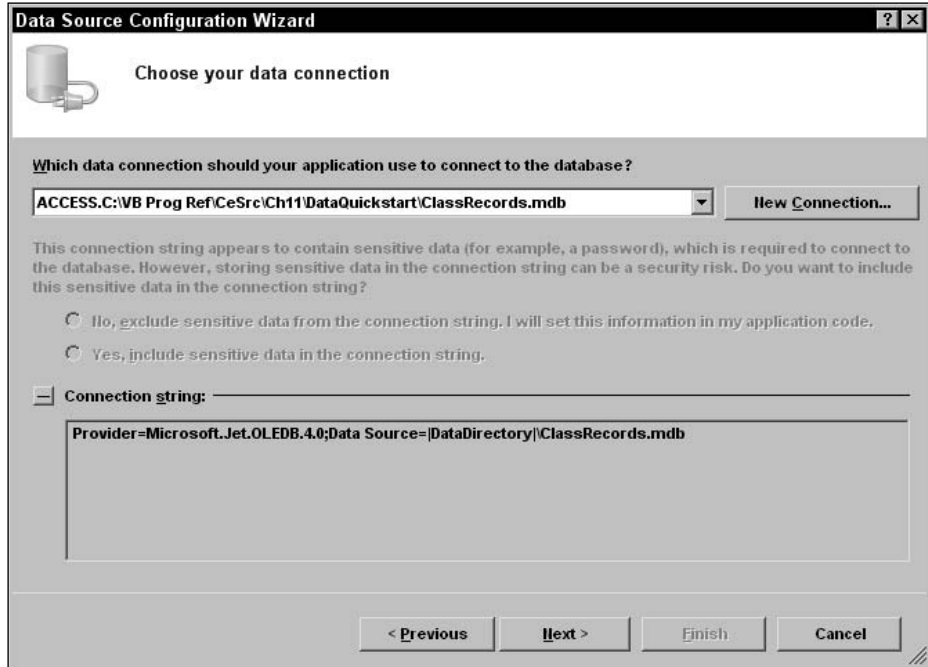 Data Source Configuration Wizard
Choose your data connection
Which data connection should your application use to connect to the database?
ACCESS.C:\VB Prog Ref\CeSrc\Ch11\DataQuickstart\ClassRecords.mdb
New Connection...
This connection string appears to contain sensitive data (for example, a password), which is required to connect to
the database. However, storing sensitive data in the connection string can be a security risk. Do you want to include
this sensitive data in the connection string?
No, exclude sensitive data from the connection string. I will set this information in my application code.
Yes, include sensitive data in the connection string.
Connection string:
Provider=Microsoft.Jet.OLEDB.4.0;Data Source=|DataDirectory|\ClassRecords.mdb
< Previous
Next >
Finish
Cancel